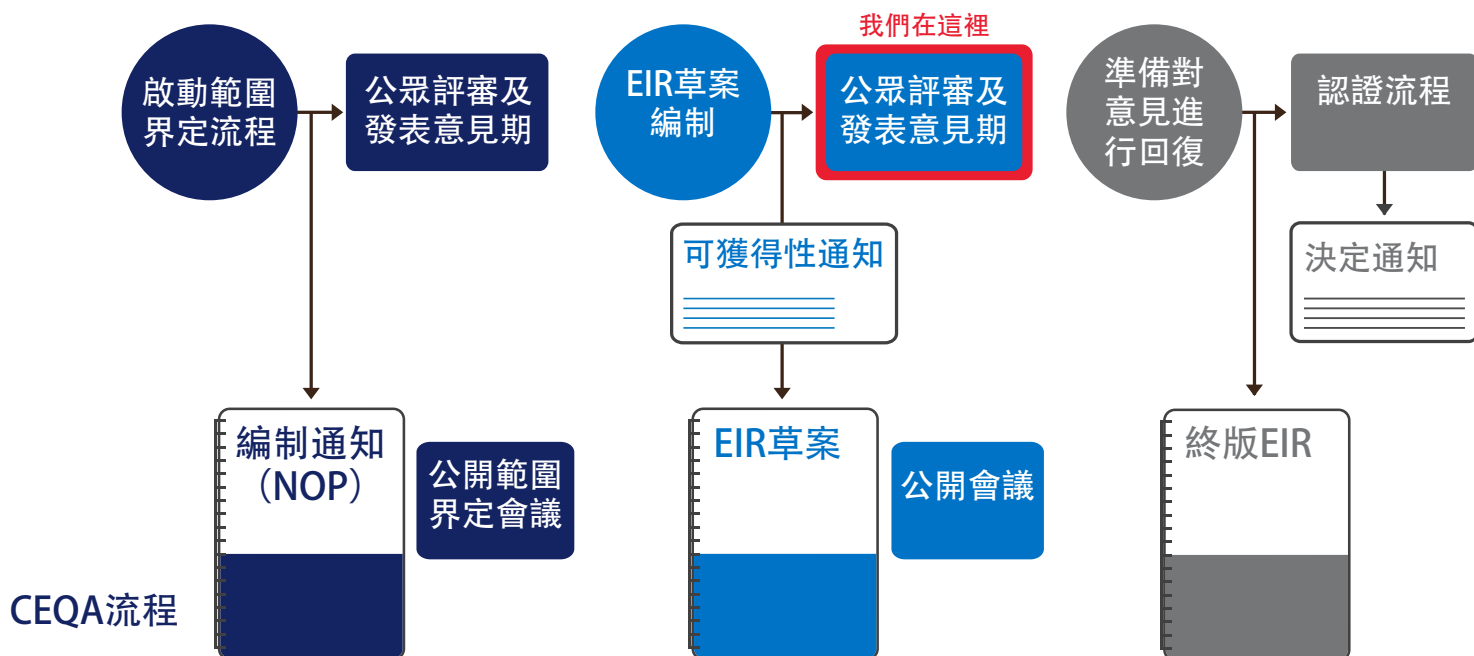 我們在這裡
啟動範圍
界定流程
公眾評審及
發表意見期
EIR草案
編制
公眾評審及
發表意見期
準備對
意見進
行回復
認證流程
可獲得性通知
決定通知
編制通知
（NOP）
公開範圍
界定會議
EIR草案
公開會議
終版EIR
CEQA流程